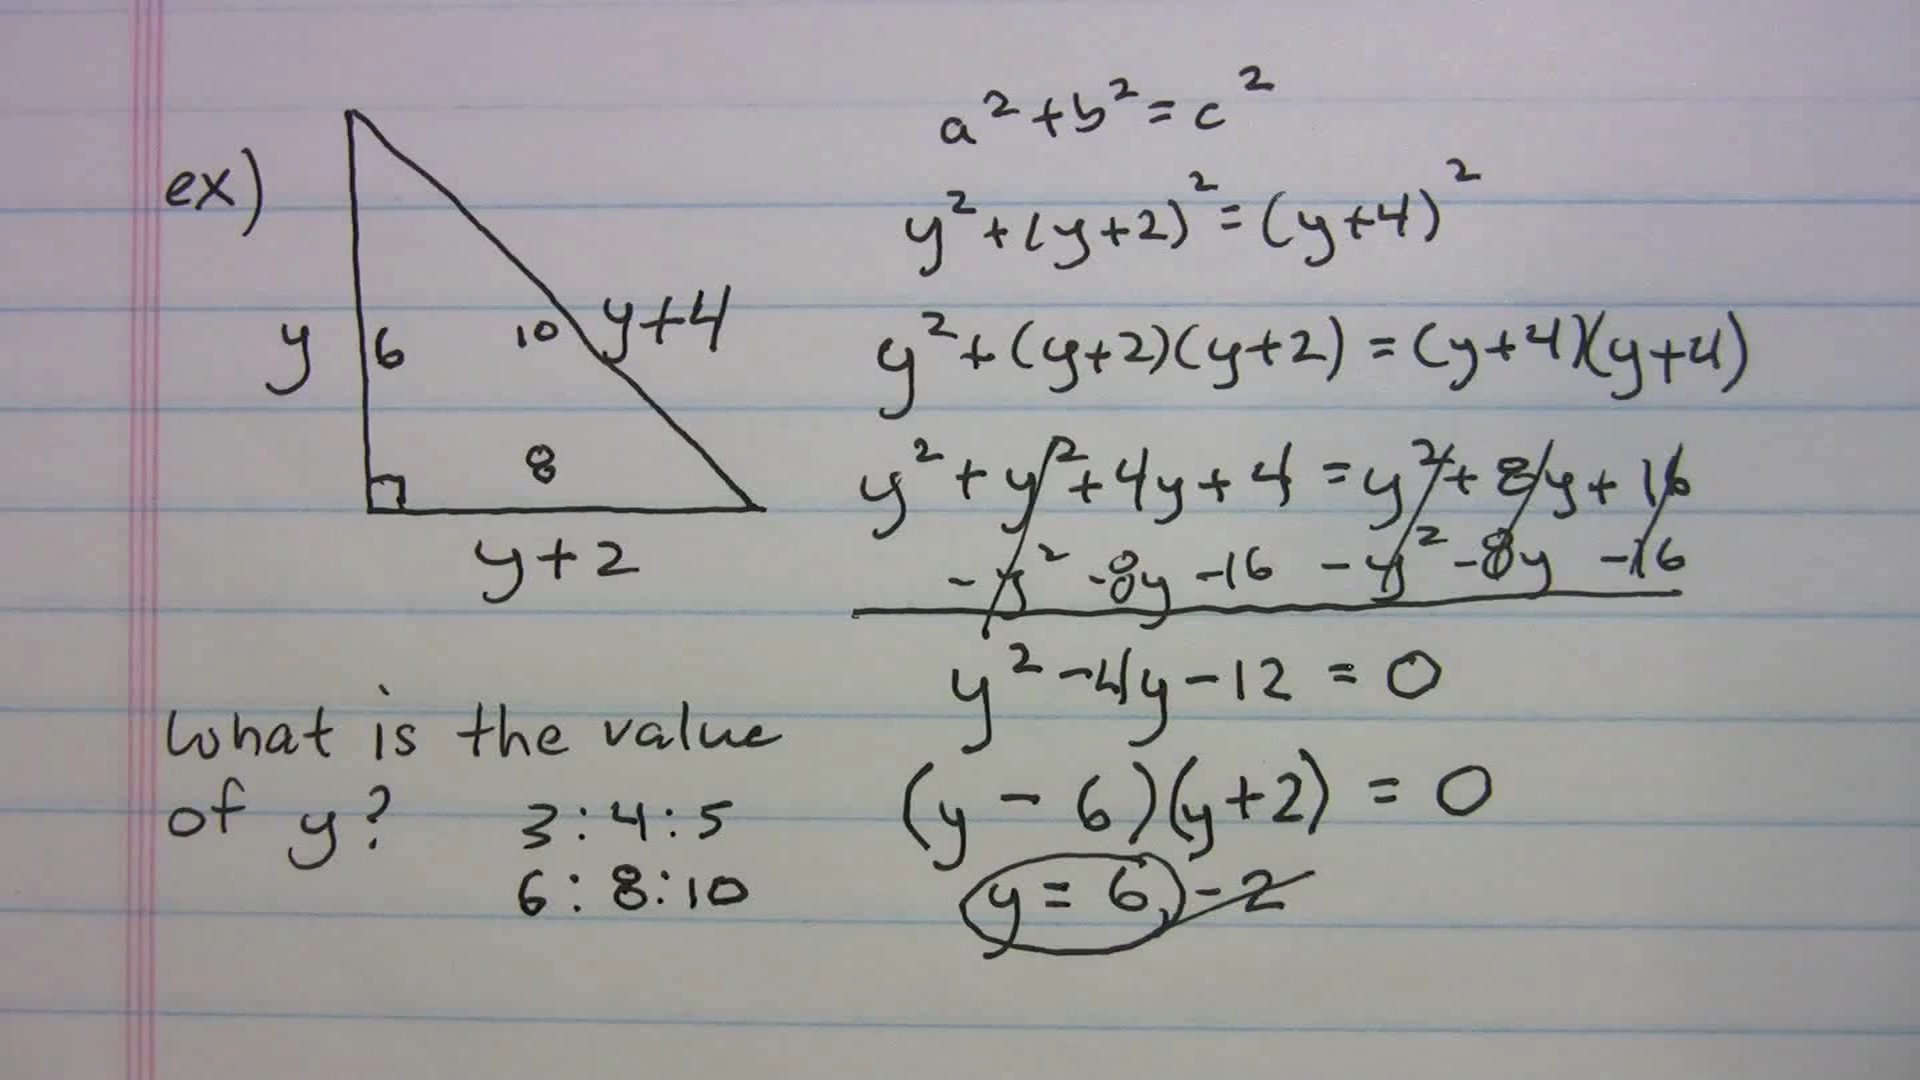 ex)
y
6
10
y+4
8
y+2
What is the value
of y?
3:4:5
6:8:10
a²+b²=c²
y²+(y+2)²=(y+4)²
y²+(y+2)(y+2)=(y+4)(y+4)
y²+y²+4y+4=y²+8y+16
-y² -8y -16 -y² -8y -16
y²-4y-12=0
(y-6)(y+2)=0
y=6,-2